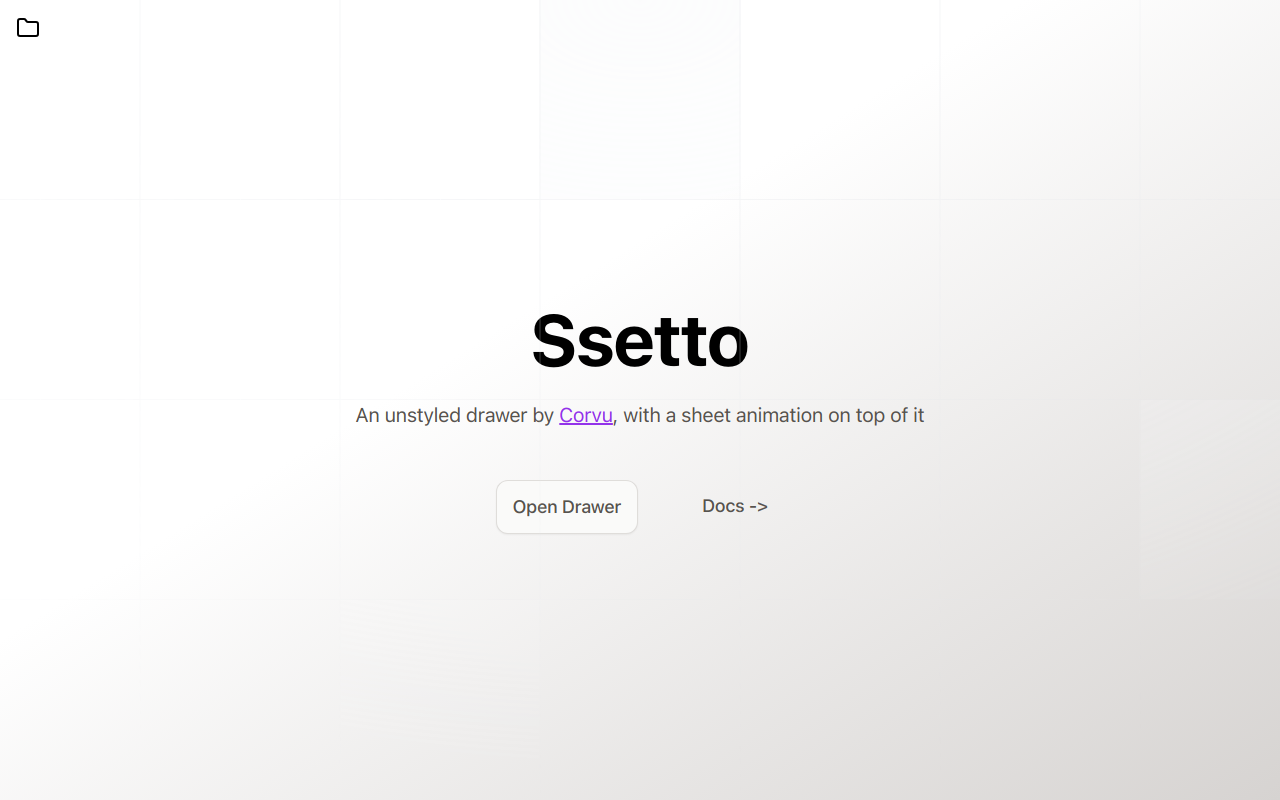 Ssetto
An unstyled drawer by Corvu, with a sheet animation on top of it
Open Drawer
Docs ->